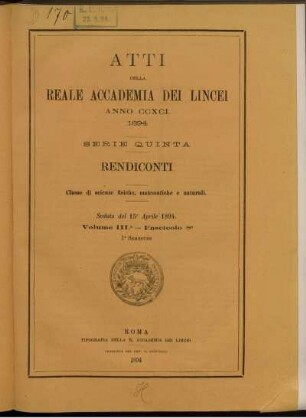 170
ATTI
DELLA
REALE ACCADEMIA DEI LINCEI
ANNO CCXCI.
1894
SERIE QUINTA
RENDICONTI
Classe di scienze fisiche, matematiche e naturali.
Seduta del 15 Aprile 1894.
Volume III.° — Fascicolo
1° Semestre
ROMA
TIPOGRAFIA DELLA R. ACCADEMIA DEI LINCEI
1894